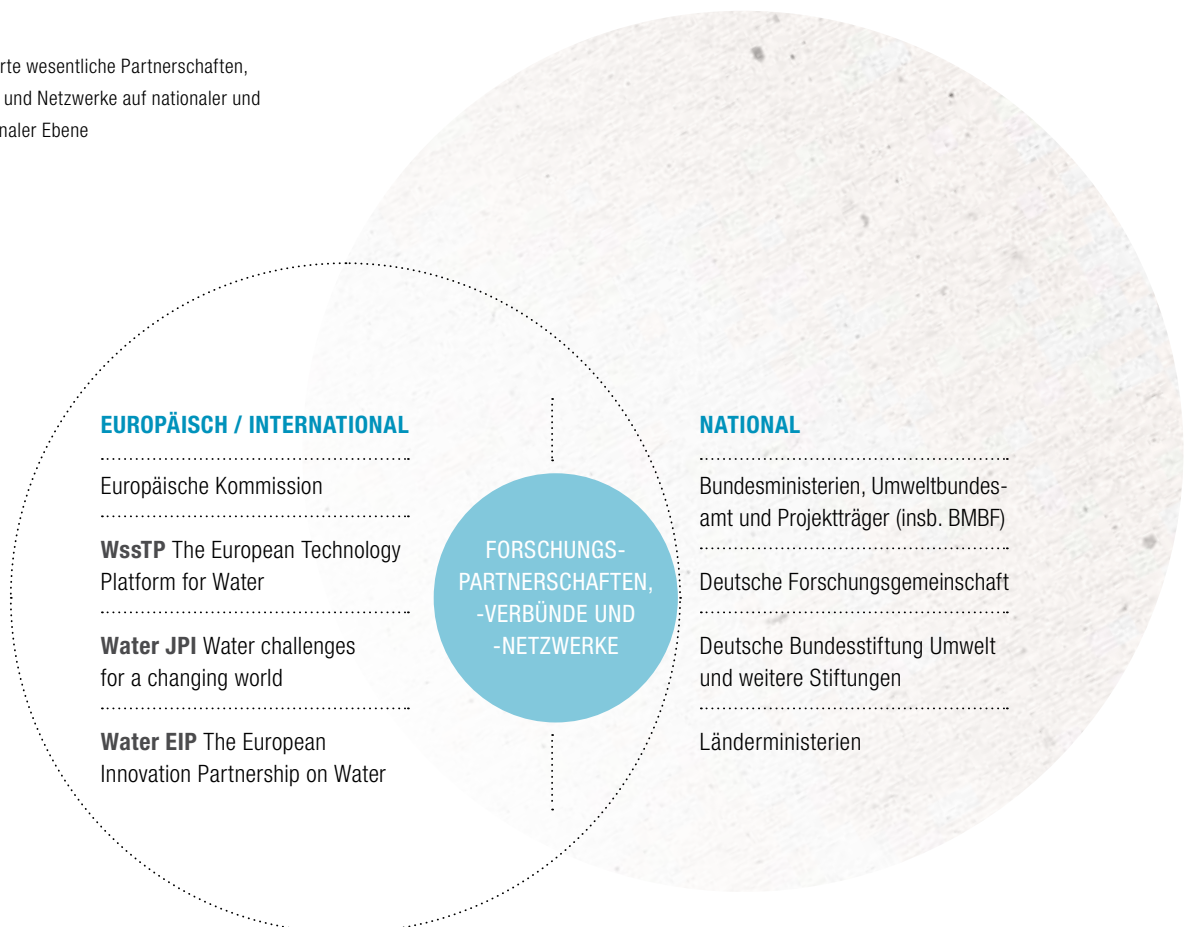 rte wesentliche Partnerschaften,
und Netzwerke auf nationaler und
naler Ebene
EUROPÄISCH / INTERNATIONAL
Europäische Kommission
WssTP The European Technology
Platform for Water
Water JPI Water challenges
for a changing world
Water EIP The European
Innovation Partnership on Water
FORSCHUNGS-
PARTNERSCHAFTEN,
-VERBÜNDE UND
-NETZWERKE
NATIONAL
Bundesministerien, Umweltbundes-
amt und Projektträger (insb. BMBF)
Deutsche Forschungsgemeinschaft
Deutsche Bundesstiftung Umwelt
und weitere Stiftungen
Länderministerien